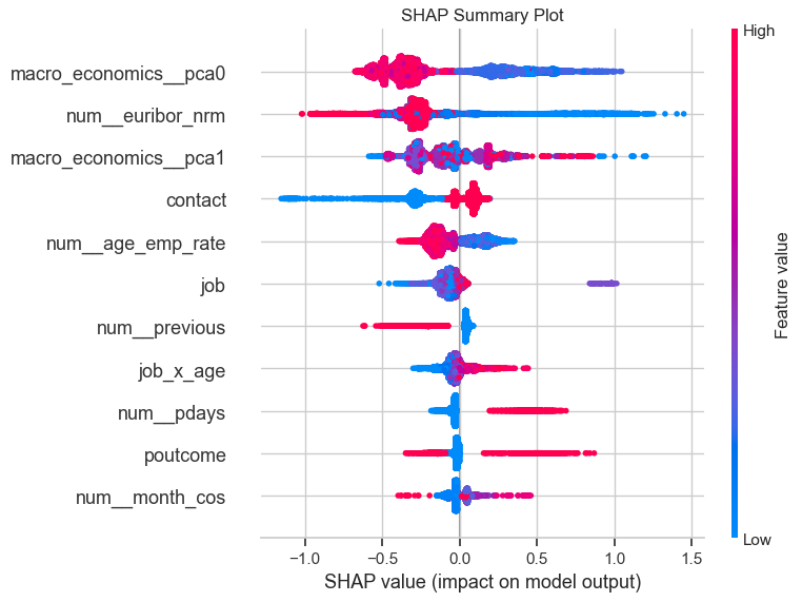 SHAP Summary Plot
High
macro_economics__pca0
num__euribor_nrm
macro_economics__pca1
contact
num__age_emp_rate
job
num__previous
job_x_age
num__pdays
poutcome
num__month_cos
Feature value
Low
−1.0 −0.5 0.0 0.5 1.0 1.5
SHAP value (impact on model output)